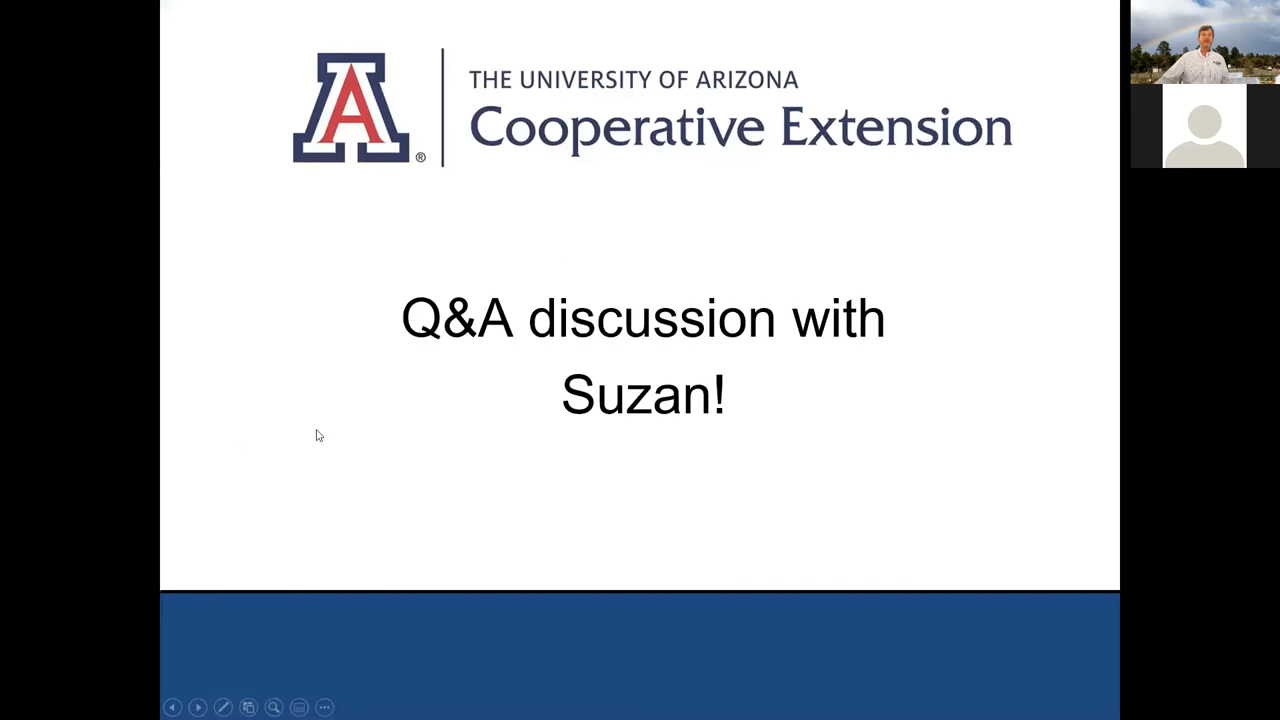 THE UNIVERSITY OF ARIZONA
Cooperative Extension
A ®
Q&A discussion with
Suzan!